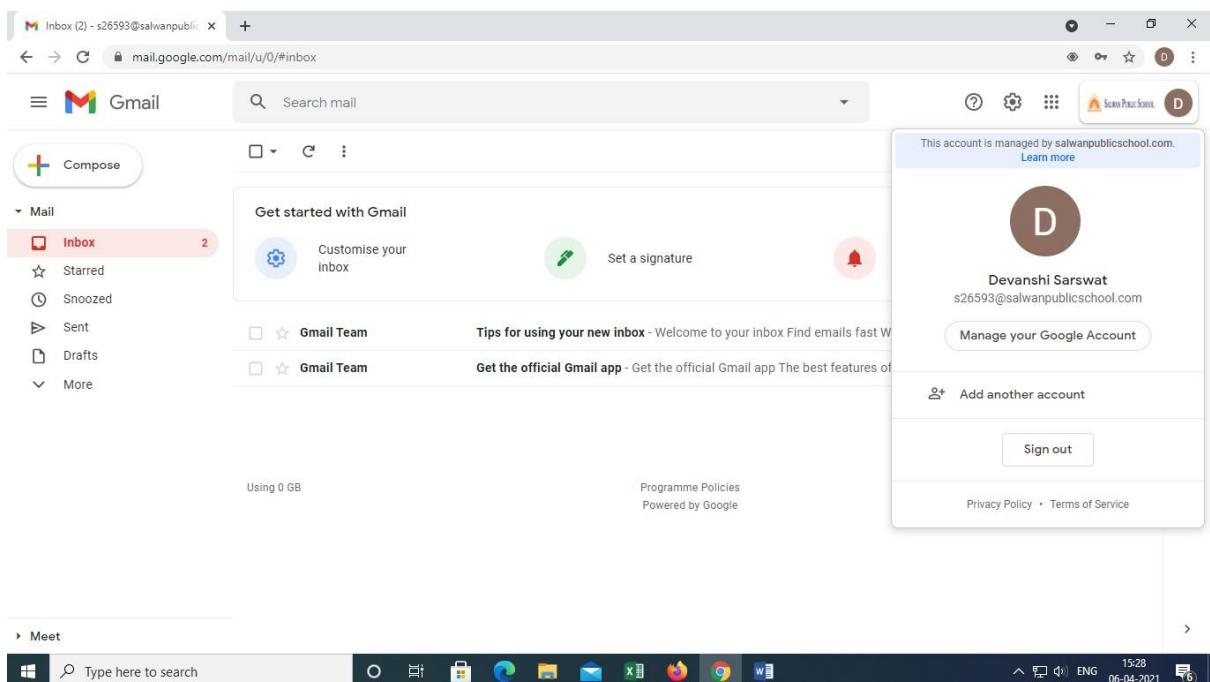 Inbox (2) - s26593@salwanpublic
mail.google.com/mail/u/0/#inbox
D
Gmail
Search mail
SALWAN PUBLIC SCHOOL
D
Compose
Mail
Inbox 2
Starred
Snoozed
Sent
Drafts
More
Get started with Gmail
Customise your
inbox
Set a signature
Gmail Team Tips for using your new inbox - Welcome to your inbox Find emails fast W
Gmail Team Get the official Gmail app - Get the official Gmail app The best features of
Using 0 GB
Programme Policies
Powered by Google
This account is managed by salwanpublicschool.com.
Learn more
D
Devanshi Sarswat
s26593@salwanpublicschool.com
Manage your Google Account
Add another account
Sign out
Privacy Policy • Terms of Service
Meet
Type here to search
ENG
15:28
06-04-2021
6